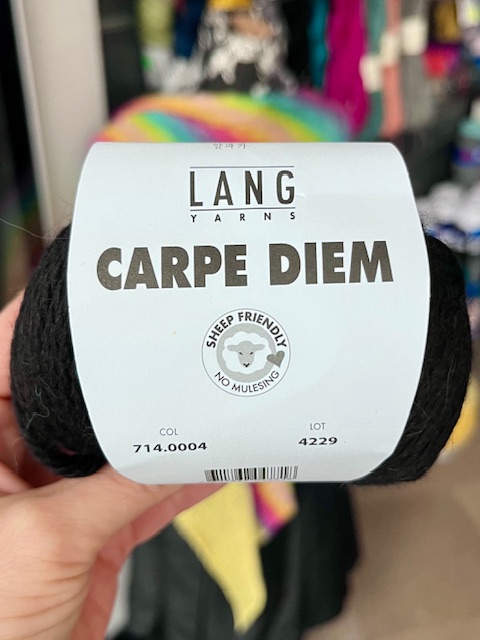 LANG
YARNS
CARPE DIEM
SHEEP FRIENDLY
NO MULESING
COL
714.0004
LOT
4229